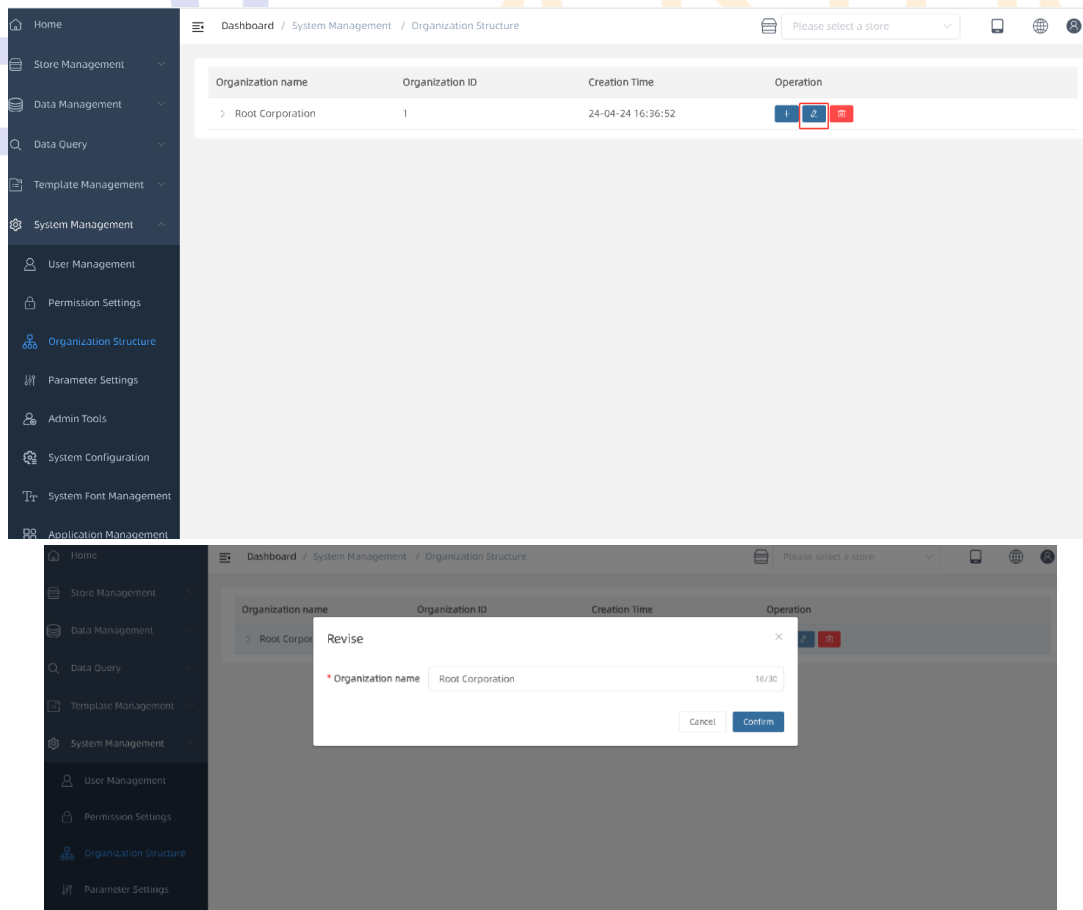 Home
Dashboard / System Management / Organization Structure
Please select a store
Store Management
Data Management
Data Query
Template Management
System Management
User Management
Permission Settings
Organization Structure
Parameter Settings
Admin Tools
System Configuration
System Font Management
Application Management
Organization name Organization ID Creation Time Operation
Root Corporation 1 24-04-24 16:36:52
Home
Dashboard / System Management / Organization Structure
Please select a store
Store Management
Data Management
Data Query
Template Management
System Management
User Management
Permission Settings
Organization Structure
Parameter Settings
Organization name Organization ID Creation Time Operation
Root Corpor
Revise
* Organization name Root Corporation 16/30
Cancel Confirm